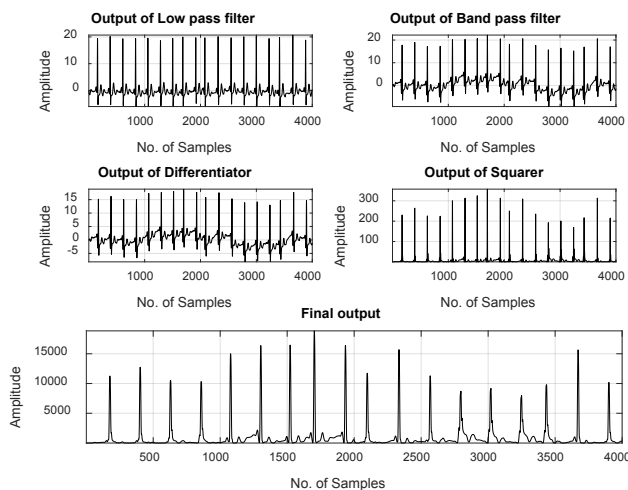 Output of Low pass filter
20
10
0
Amplitude
1000 2000 3000 4000
No. of Samples
Output of Band pass filter
20
10
0
Amplitude
1000 2000 3000 4000
No. of Samples
Output of Differentiator
15
10
5
0
-5
Amplitude
1000 2000 3000 4000
No. of Samples
Output of Squarer
300
200
100
Amplitude
1000 2000 3000 4000
No. of Samples
Final output
15000
10000
5000
Amplitude
500 1000 1500 2000 2500 3000 3500 4000
No. of Samples